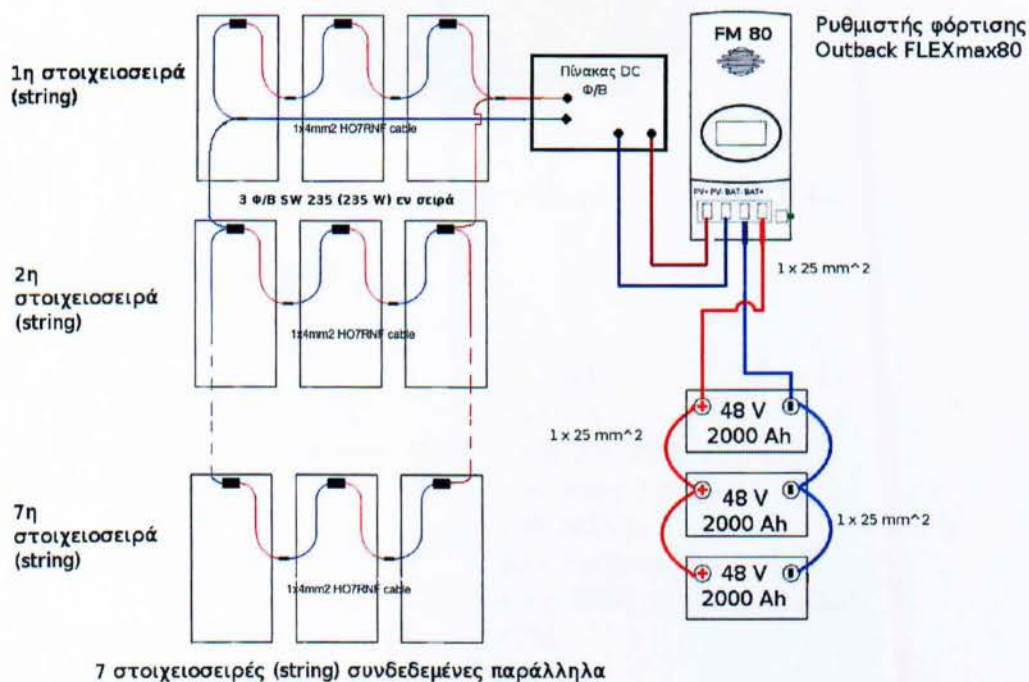 1η στοιχειοσειρά
(string)
1x4mm2 HO7RNF cable
3 Φ/Β SW 235 (235 W) εν σειρά
Πίνακας DC
Φ/Β
FM 80
Ρυθμιστής φόρτισης
Outback FLEXmax80
PV+ PV- BAT- BAT+
1 x 25 mm^2
2η
στοιχειοσειρά
(string)
1x4mm2 HO7RNF cable
48 V
2000 Ah
1 x 25 mm^2
48 V
2000 Ah
1 x 25 mm^2
48 V
2000 Ah
7η
στοιχειοσειρά
(string)
1x4mm2 HO7RNF cable
7 στοιχειοσειρές (string) συνδεδεμένες παράλληλα